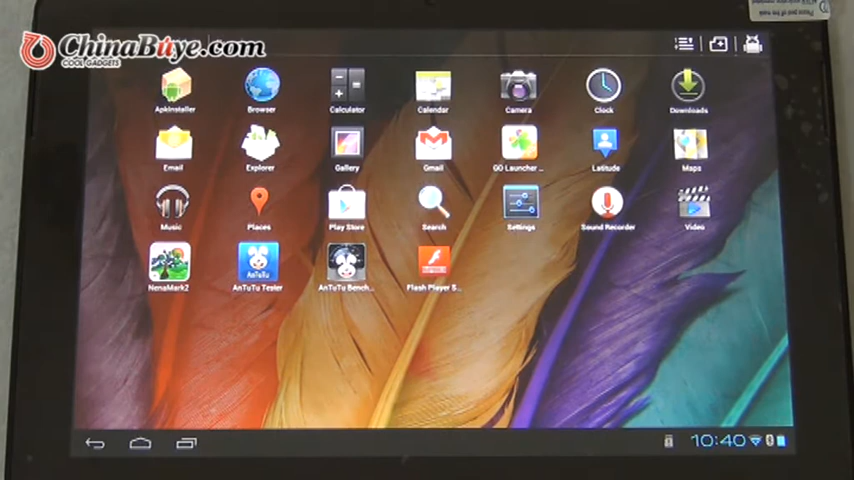 ChinaBuye.com
COOL GADGETS
ApkInstaller Browser Calculator Calendar Camera Clock Downloads
Email Explorer Gallery Gmail GO Launcher ... Latitude Maps
Music Places Play Store Search Settings Sound Recorder Video
AnTuTu
NenaMark2 AnTuTu Tester AnTuTu Bench... Flash Player S...
10:40